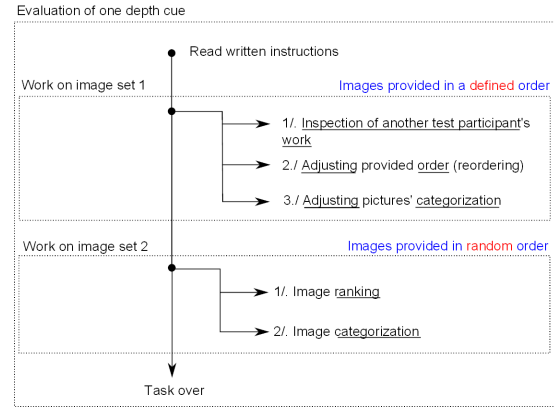 Evaluation of one depth cue
Read written instructions
Work on image set 1
Images provided in a defined order
1/. Inspection of another test participant's
work
2./ Adjusting provided order (reordering)
3./ Adjusting pictures' categorization
Work on image set 2
Images provided in random order
1/. Image ranking
2/. Image categorization
Task over